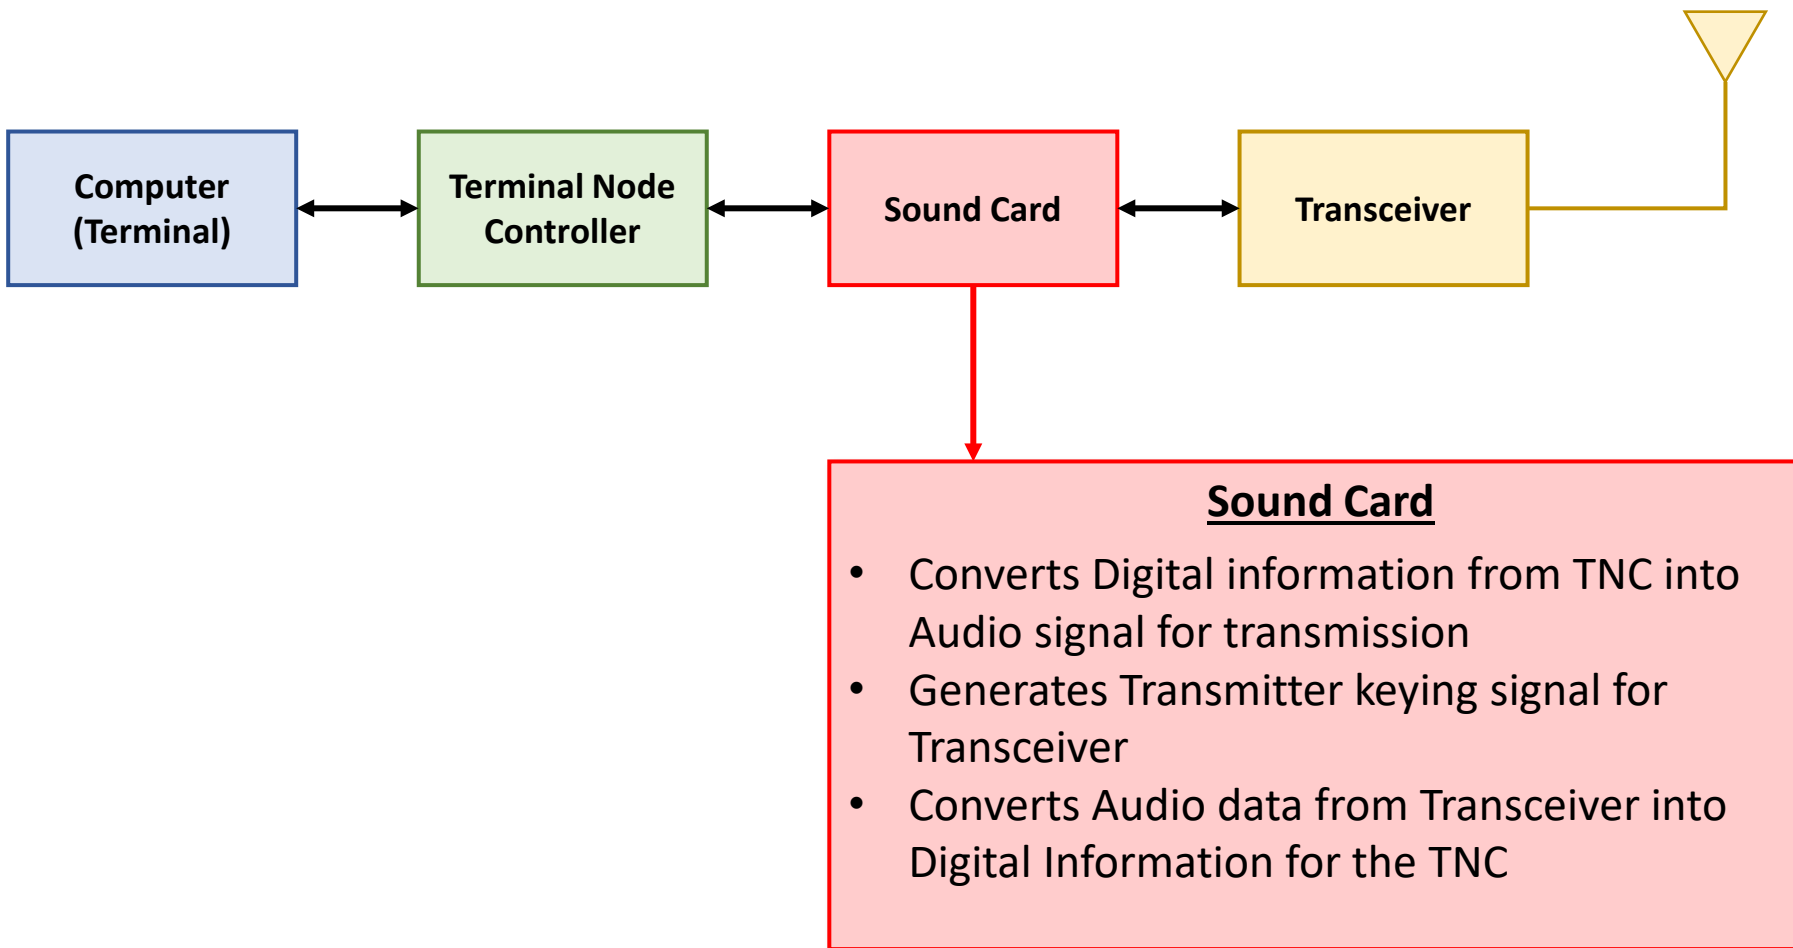 Computer
(Terminal)
Terminal Node
Controller
Sound Card
Transceiver
Sound Card
• Converts Digital information from TNC into
Audio signal for transmission
• Generates Transmitter keying signal for
Transceiver
• Converts Audio data from Transceiver into
Digital Information for the TNC